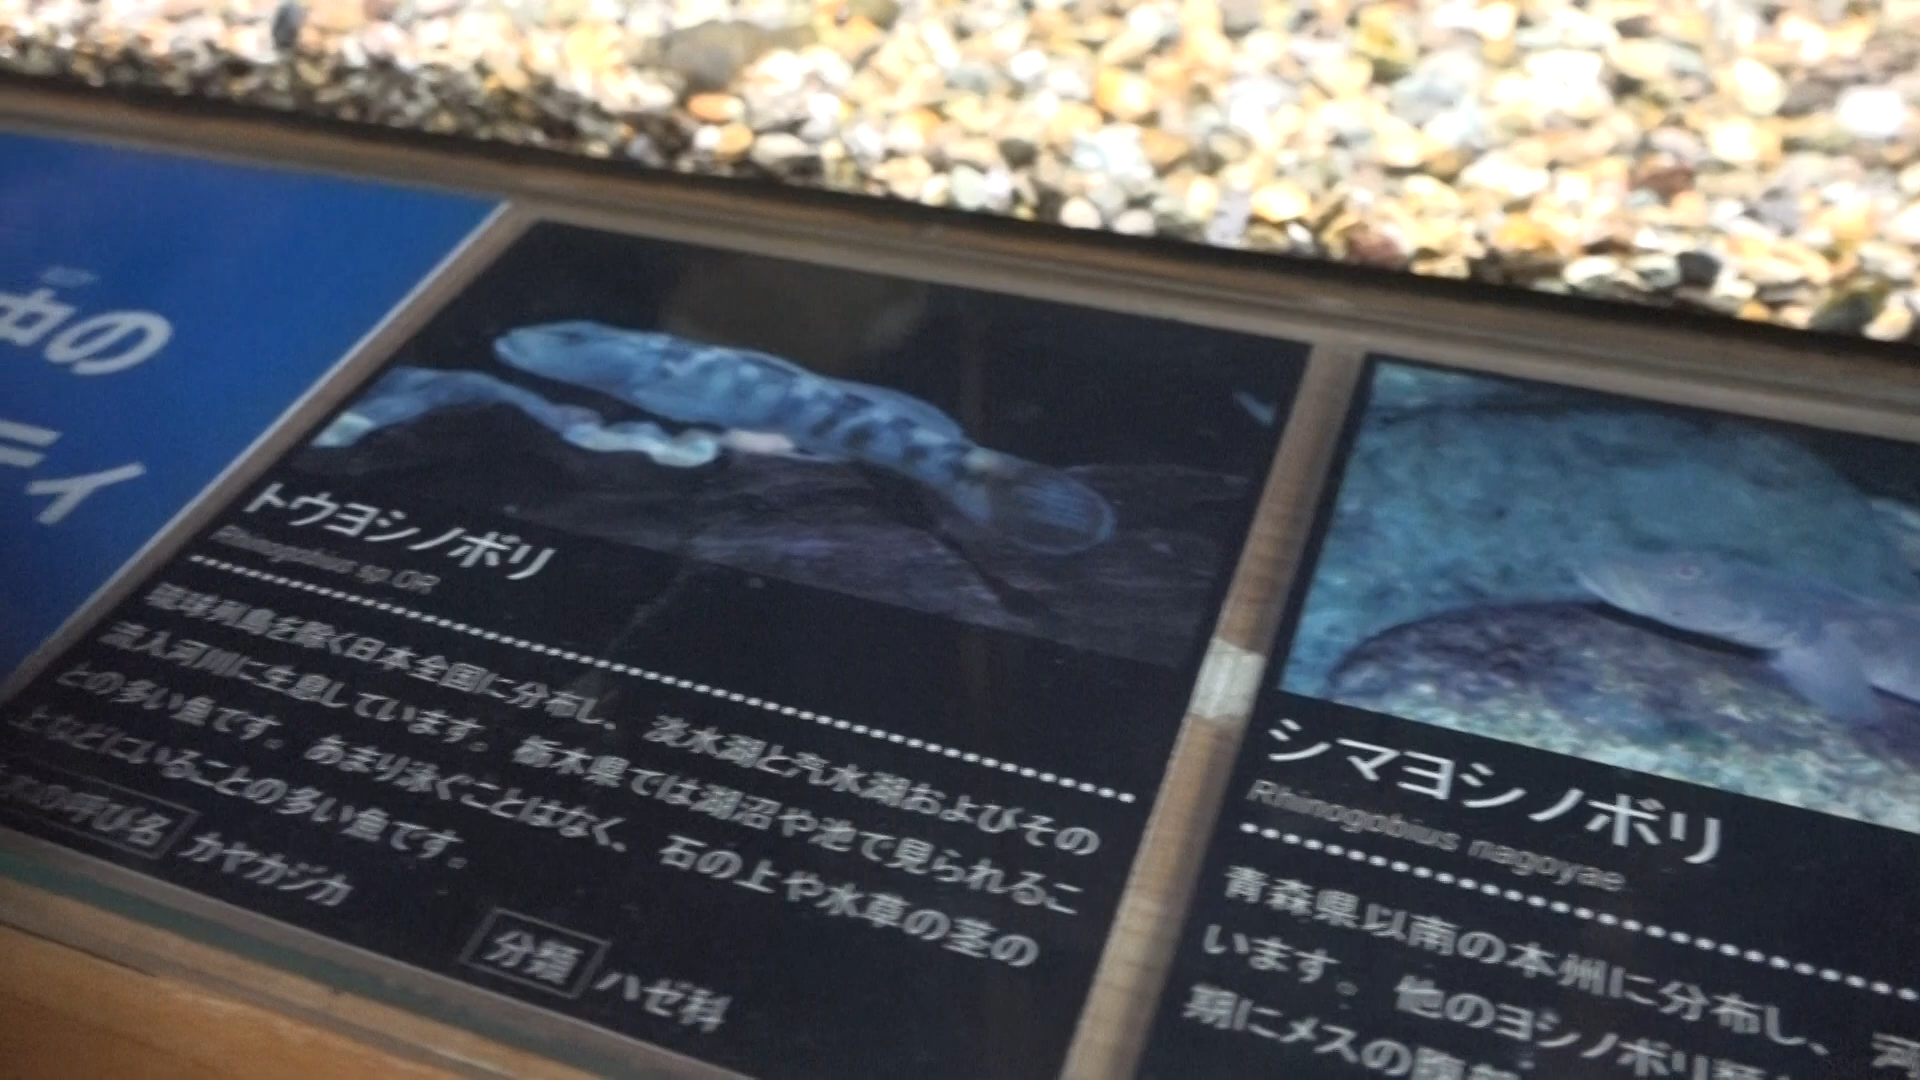 中の
ティ
トウヨシノボリ
Rhinogobius sp.OR
琉球列島を除く日本全国に分布し、淡水湖と汽水湖およびその
流入河川に生息しています。栃木県では湖沼や池で見られるこ
との多い魚です。あまり泳ぐことはなく、石の上や水草の茎の
上などにいることの多い魚です。
の呼び名 カヤカジカ
分類 ハゼ科
シマヨシノボリ
Rhinogobius nagoyae
青森県以南の本州に分布し、河
います。他のヨシノボリ類
期にメスの腹部